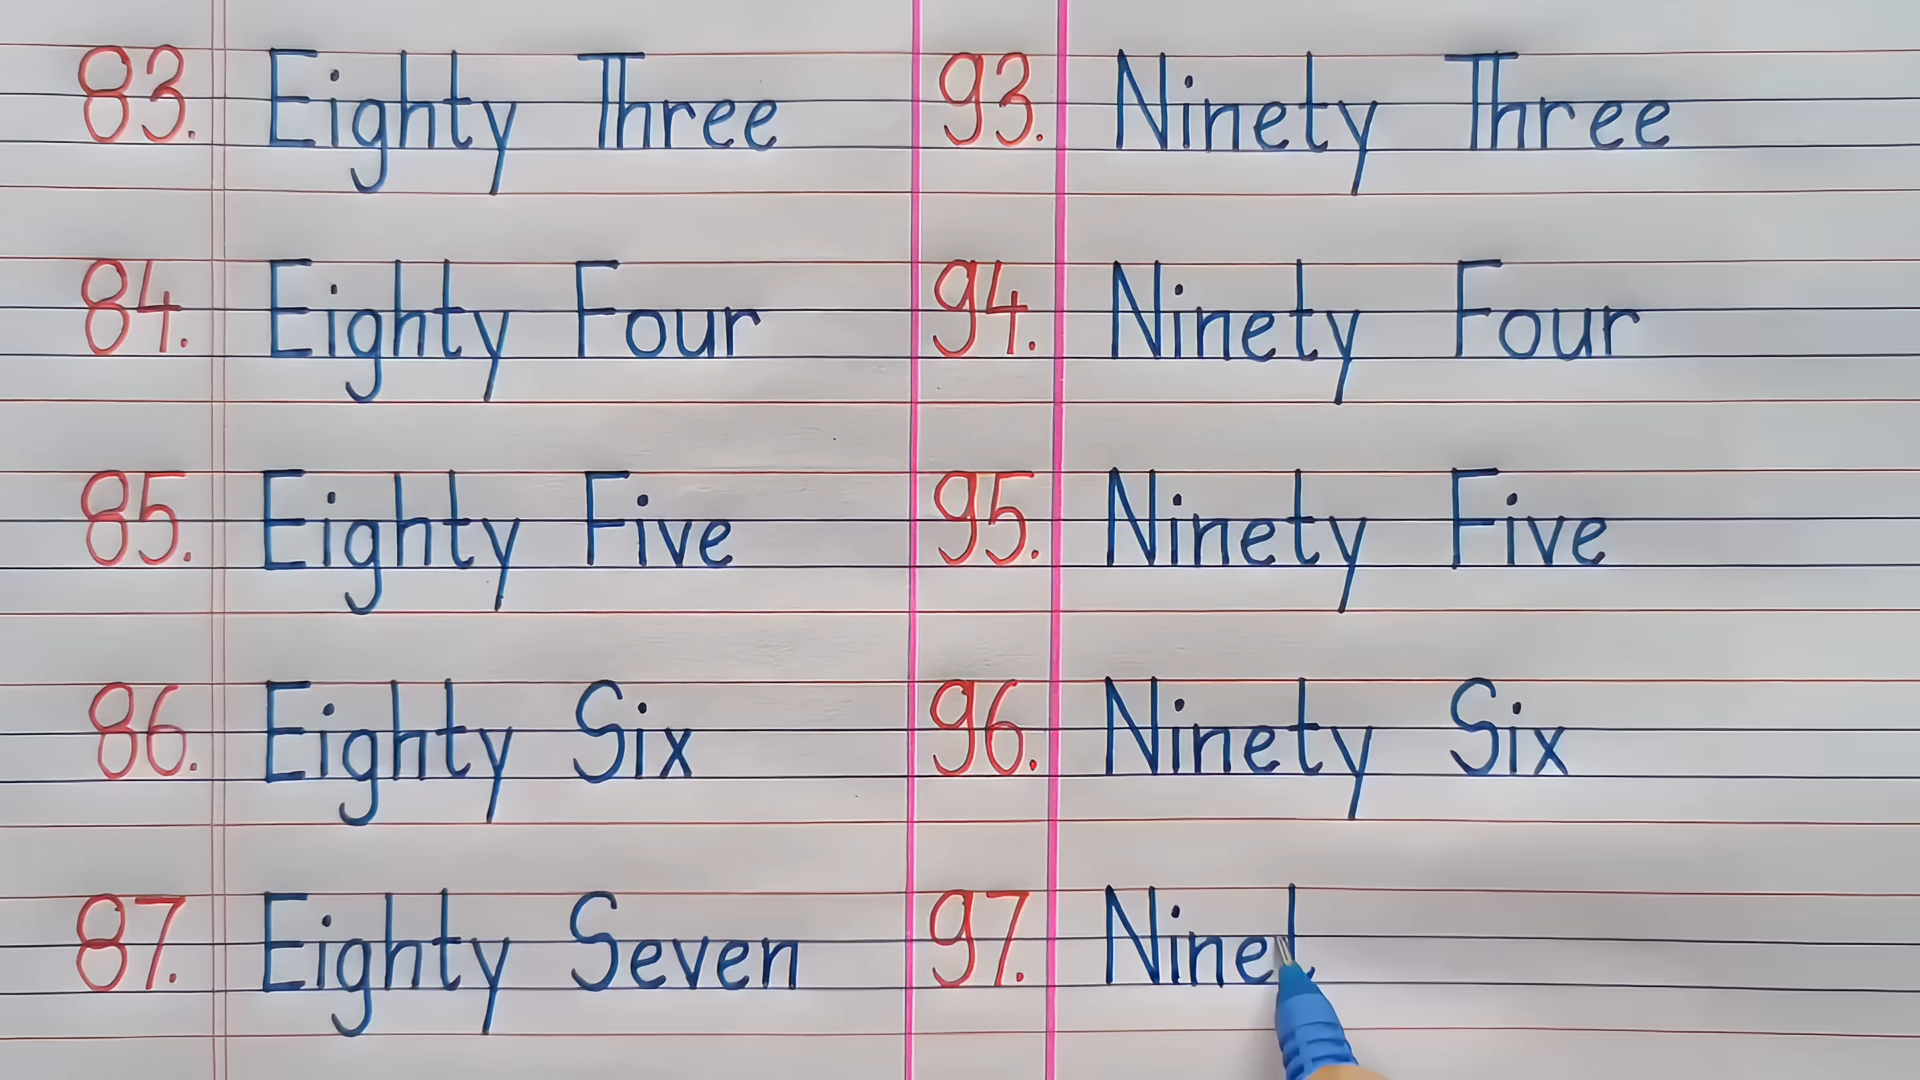 83. Eighty Three 93. Ninety Three
84. Eighty Four 94. Ninety Four
85. Eighty Five 95. Ninety Five
86. Eighty Six 96. Ninety Six
87. Eighty Seven 97. Ninet